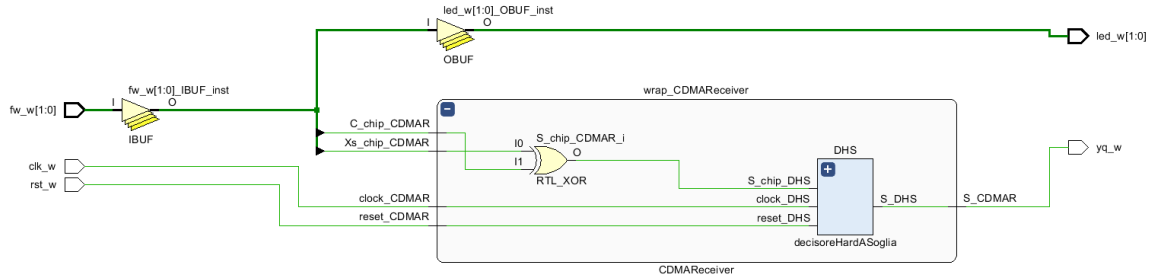 led_w[1:0]_OBUF_inst
I O
led_w[1:0]
OBUF
wrap_CDMAReceiver
fw_w[1:0]_IBUF_inst
fw_w[1:0]
I O
IBUF
C_chip_CDMAR
Xs_chip_CDMAR
S_chip_CDMAR_i
I0
I1
O
RTL_XOR
DHS
yq_w
clk_w
rst_w
S_chip_DHS
clock_CDMAR
clock_DHS
S_DHS
S_CDMAR
reset_CDMAR
reset_DHS
decisoreHardASoglia
CDMAReceiver